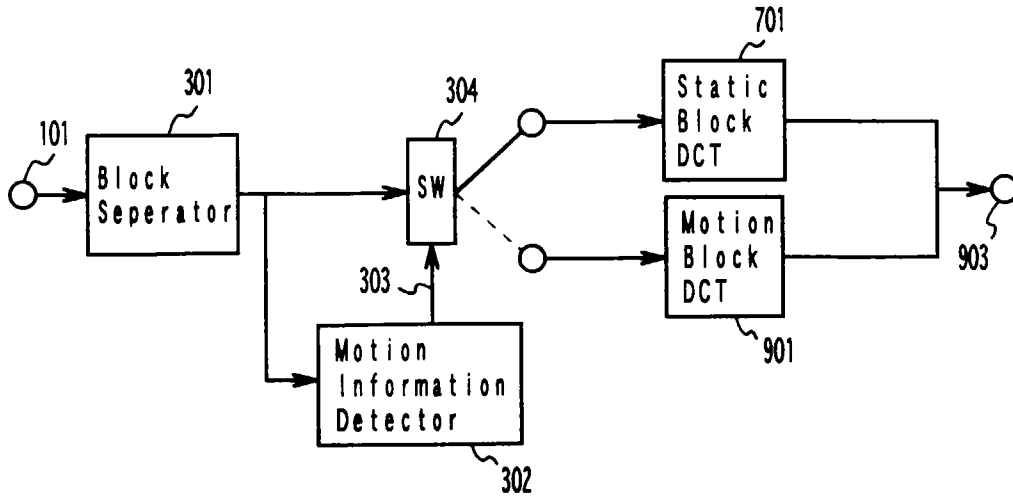 701
301
304
Static
Block
DCT
101
Block
Seperator
SW
Motion
Block
DCT
303
903
901
Motion
Information
Detector
302